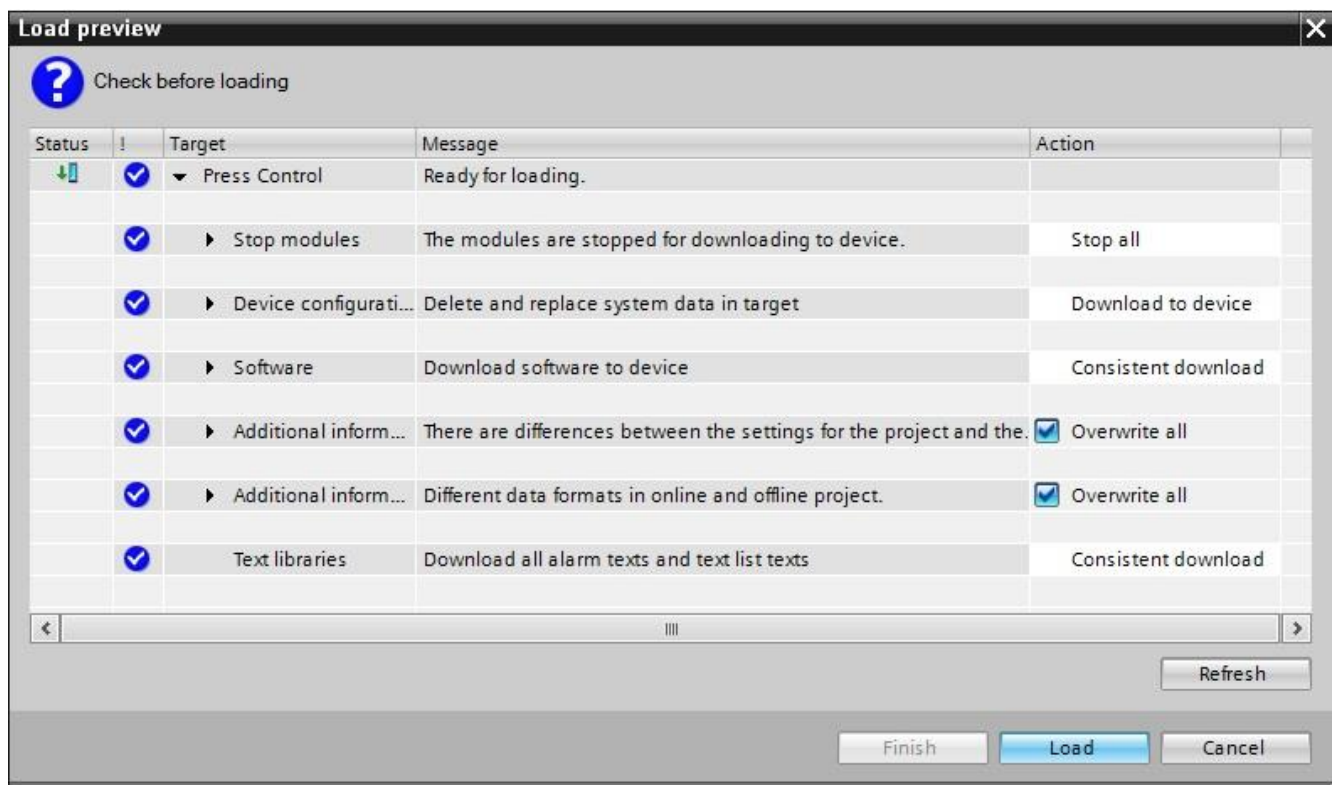 Load preview
Check before loading
Status ! Target Message Action
Press Control Ready for loading.
Stop modules The modules are stopped for downloading to device. Stop all
Device configurati... Delete and replace system data in target Download to device
Software Download software to device Consistent download
Additional inform... There are differences between the settings for the project and the. Overwrite all
Additional inform... Different data formats in online and offline project. Overwrite all
Text libraries Download all alarm texts and text list texts Consistent download
Refresh
Finish Load Cancel